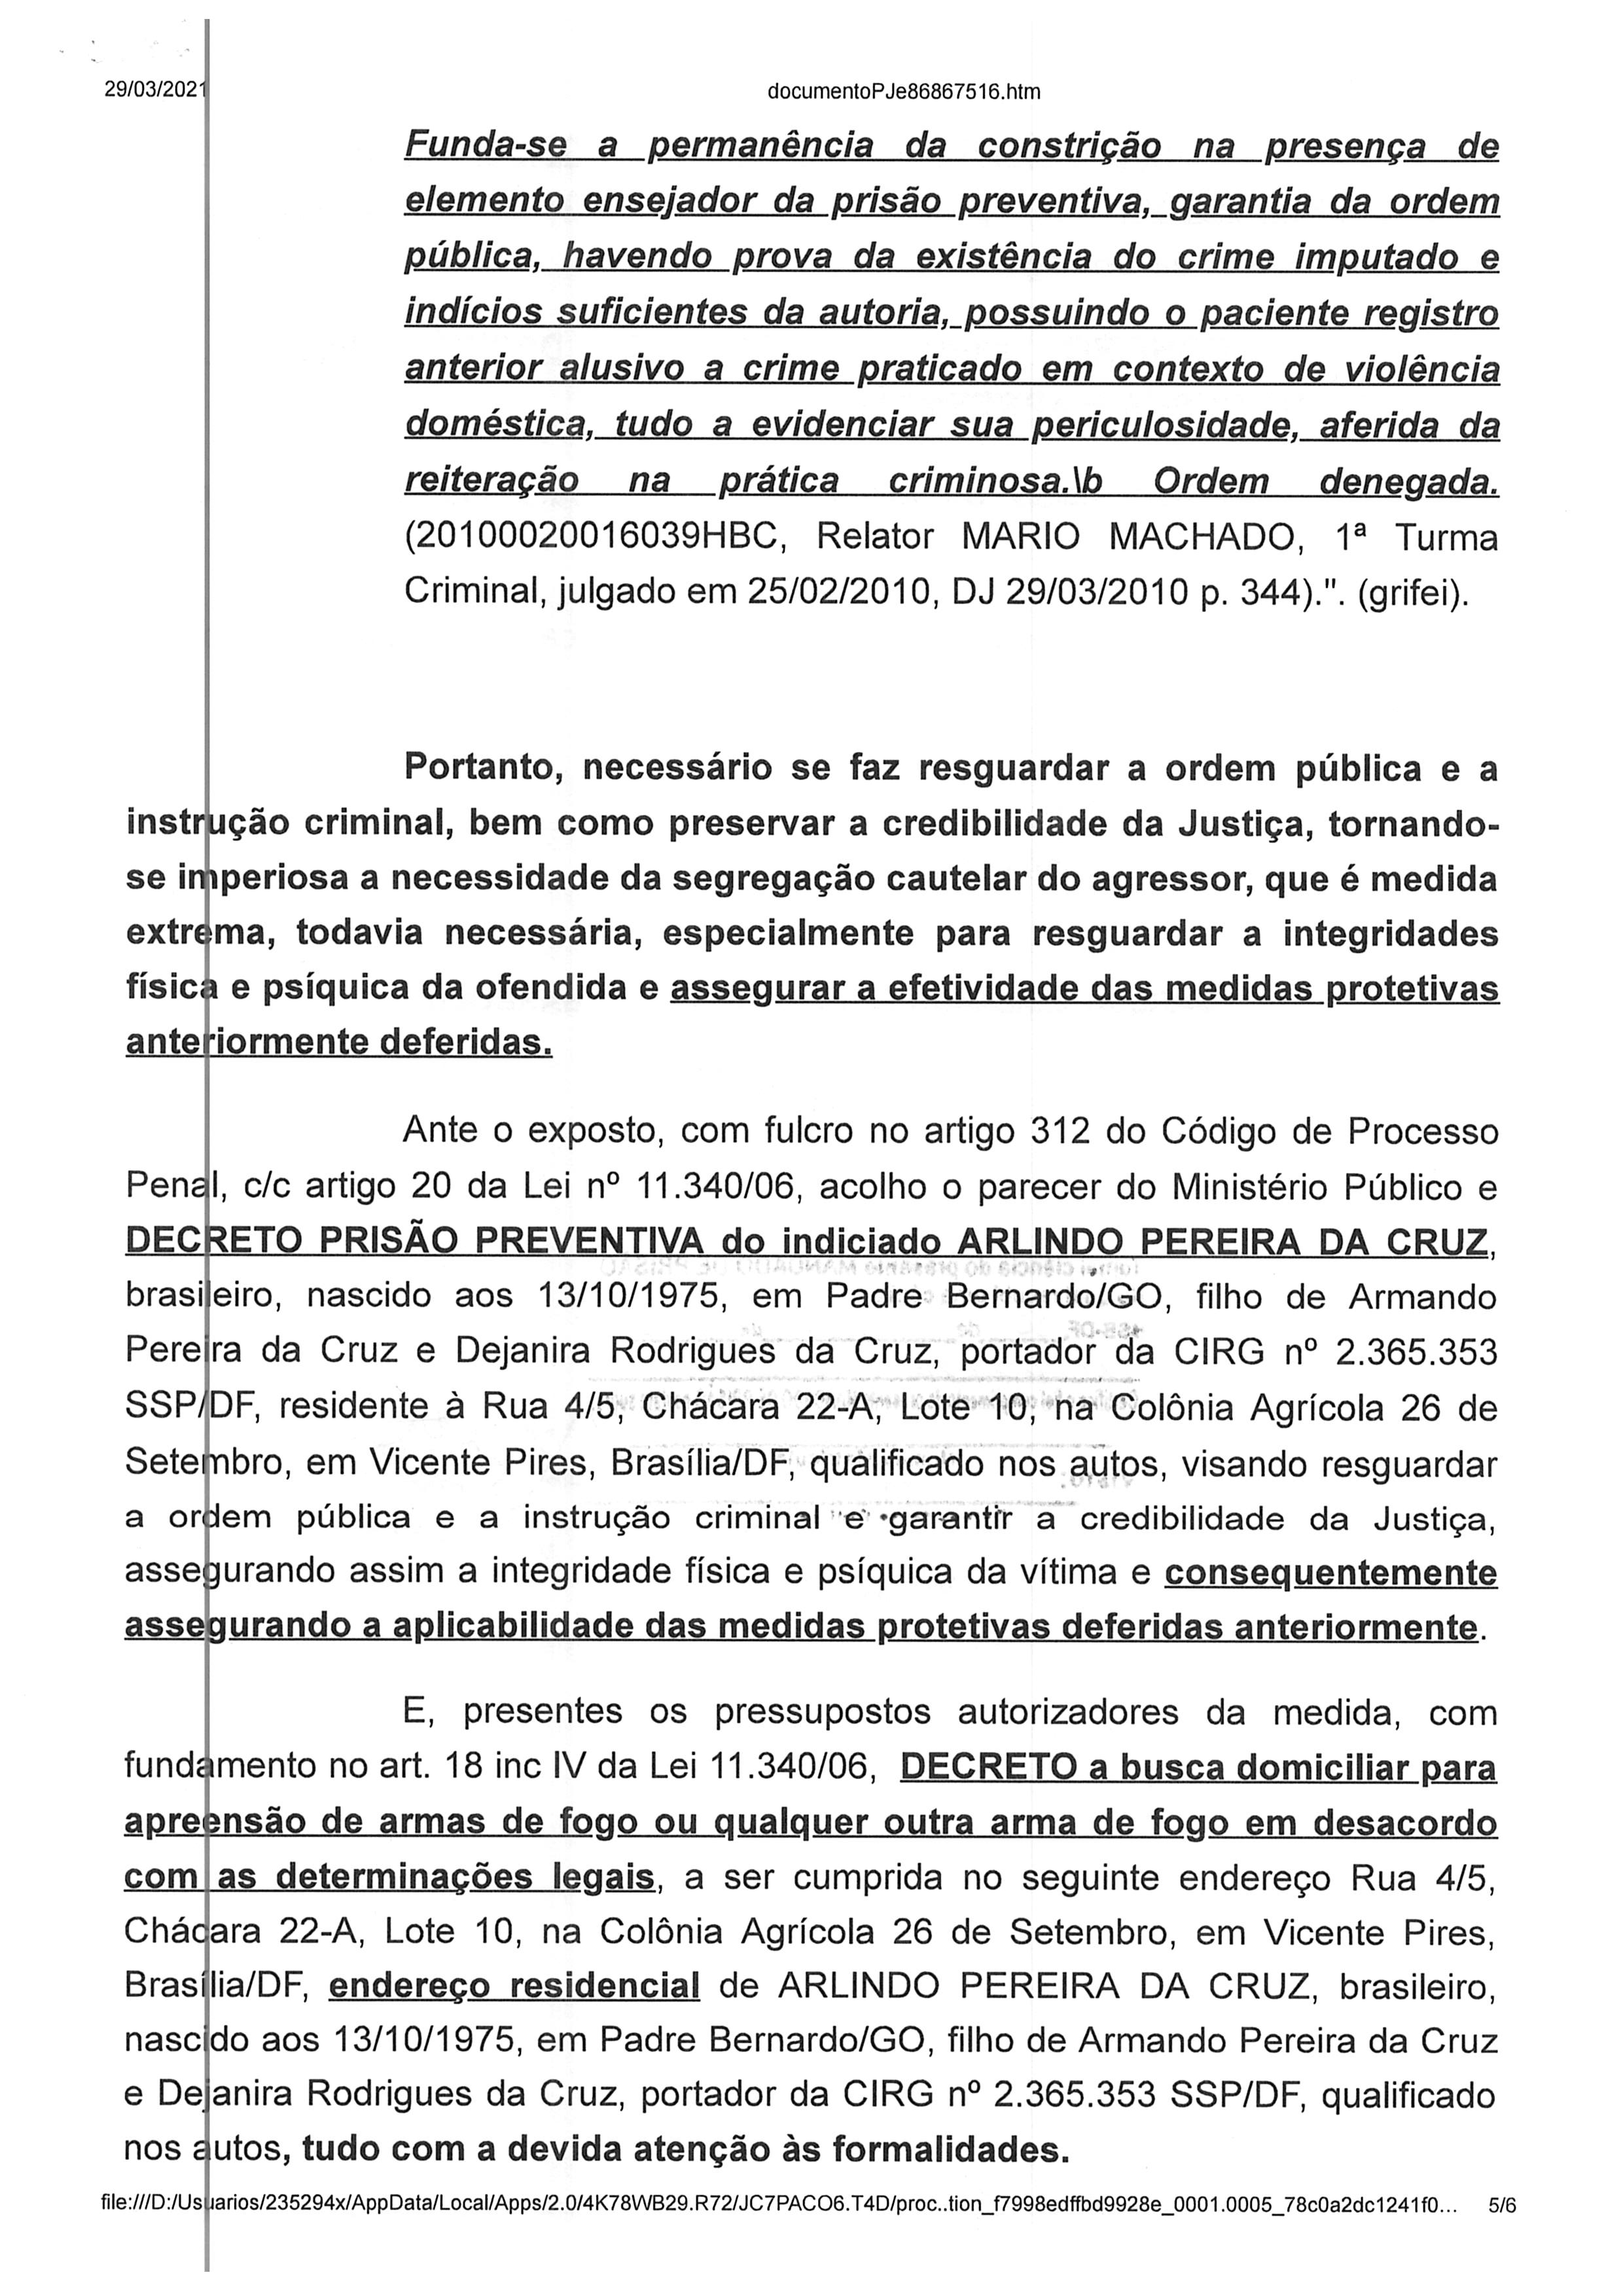 29/03/2021
documentoPJe86867516.htm
Funda-se a permanência da constrição na presença de
elemento ensejador da prisão preventiva, garantia da ordem
pública, havendo prova da existência do crime imputado e
indícios suficientes da autoria, possuindo o paciente registro
anterior alusivo a crime praticado em contexto de violência
doméstica, tudo a evidenciar sua periculosidade, aferida da
reiteração na prática criminosa.\b Ordem denegada.
(20100020016039HBC, Relator MARIO MACHADO, 1ª Turma
Criminal, julgado em 25/02/2010, DJ 29/03/2010 p. 344).". (grifei).
Portanto, necessário se faz resguardar a ordem pública e a
instrução criminal, bem como preservar a credibilidade da Justiça, tornando-
se imperiosa a necessidade da segregação cautelar do agressor, que é medida
extrema, todavia necessária, especialmente para resguardar a integridades
física e psíquica da ofendida e assegurar a efetividade das medidas protetivas
anteriormente deferidas.
Ante o exposto, com fulcro no artigo 312 do Código de Processo
Penal, c/c artigo 20 da Lei nº 11.340/06, acolho o parecer do Ministério Público e
DECRETO PRISÃO PREVENTIVA do indiciado ARLINDO PEREIRA DA CRUZ,
brasileiro, nascido aos 13/10/1975, em Padre Bernardo/GO, filho de Armando
Pereira da Cruz e Dejanira Rodrigues da Cruz, portador da CIRG nº 2.365.353
SSP/DF, residente à Rua 4/5, Chácara 22-A, Lote 10, na Colônia Agrícola 26 de
Setembro, em Vicente Pires, Brasília/DF, qualificado nos autos, visando resguardar
a ordem pública e a instrução criminal e garantir a credibilidade da Justiça,
assegurando assim a integridade física e psíquica da vítima e consequentemente
assegurando a aplicabilidade das medidas protetivas deferidas anteriormente.
E, presentes os pressupostos autorizadores da medida, com
fundamento no art. 18 inc IV da Lei 11.340/06, DECRETO a busca domiciliar para
apreensão de armas de fogo ou qualquer outra arma de fogo em desacordo
com as determinações legais, a ser cumprida no seguinte endereço Rua 4/5,
Chácara 22-A, Lote 10, na Colônia Agrícola 26 de Setembro, em Vicente Pires,
Brasília/DF, endereço residencial de ARLINDO PEREIRA DA CRUZ, brasileiro,
nascido aos 13/10/1975, em Padre Bernardo/GO, filho de Armando Pereira da Cruz
e Dejanira Rodrigues da Cruz, portador da CIRG nº 2.365.353 SSP/DF, qualificado
nos autos, tudo com a devida atenção às formalidades.
file:///D:/Usuarios/235294x/AppData/Local/Apps/2.0/4K78WB29.R72/JC7PACO6.T4D/proc..tion_f7998edffbd9928e_0001.0005_78c0a2dc1241f0... 5/6